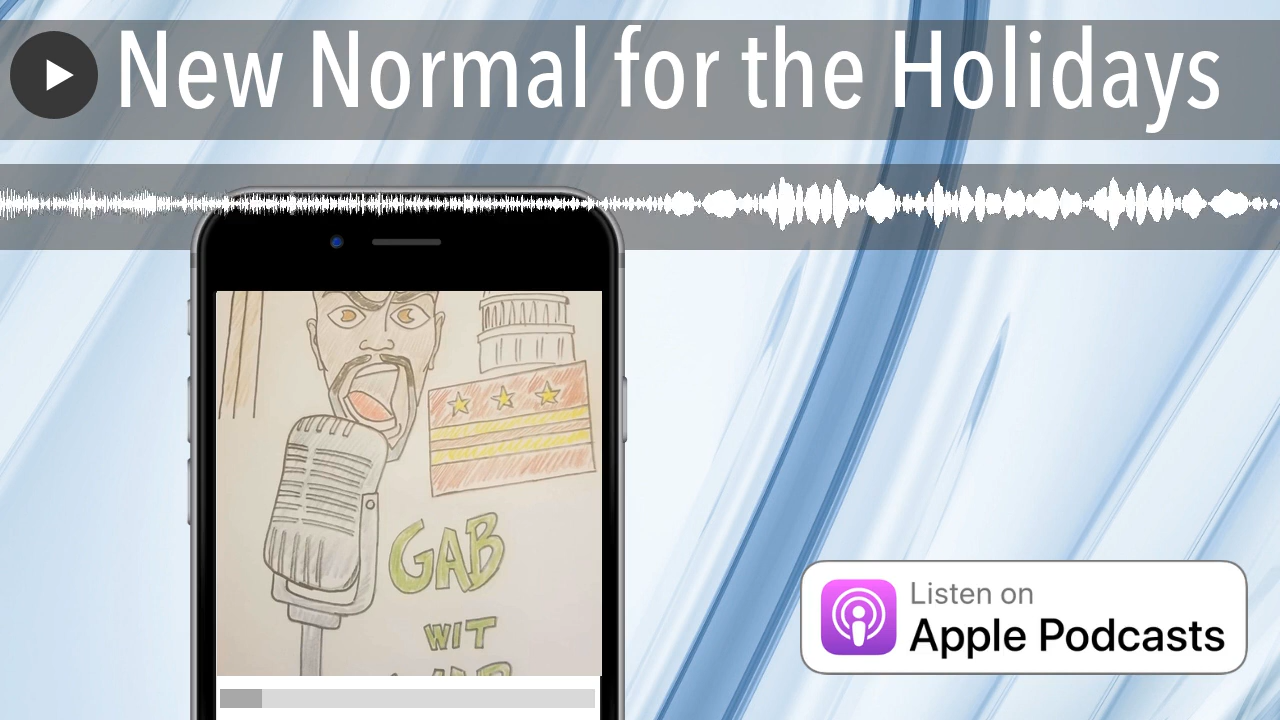 New Normal for the Holidays
GAB
WIT
Listen on
Apple Podcasts